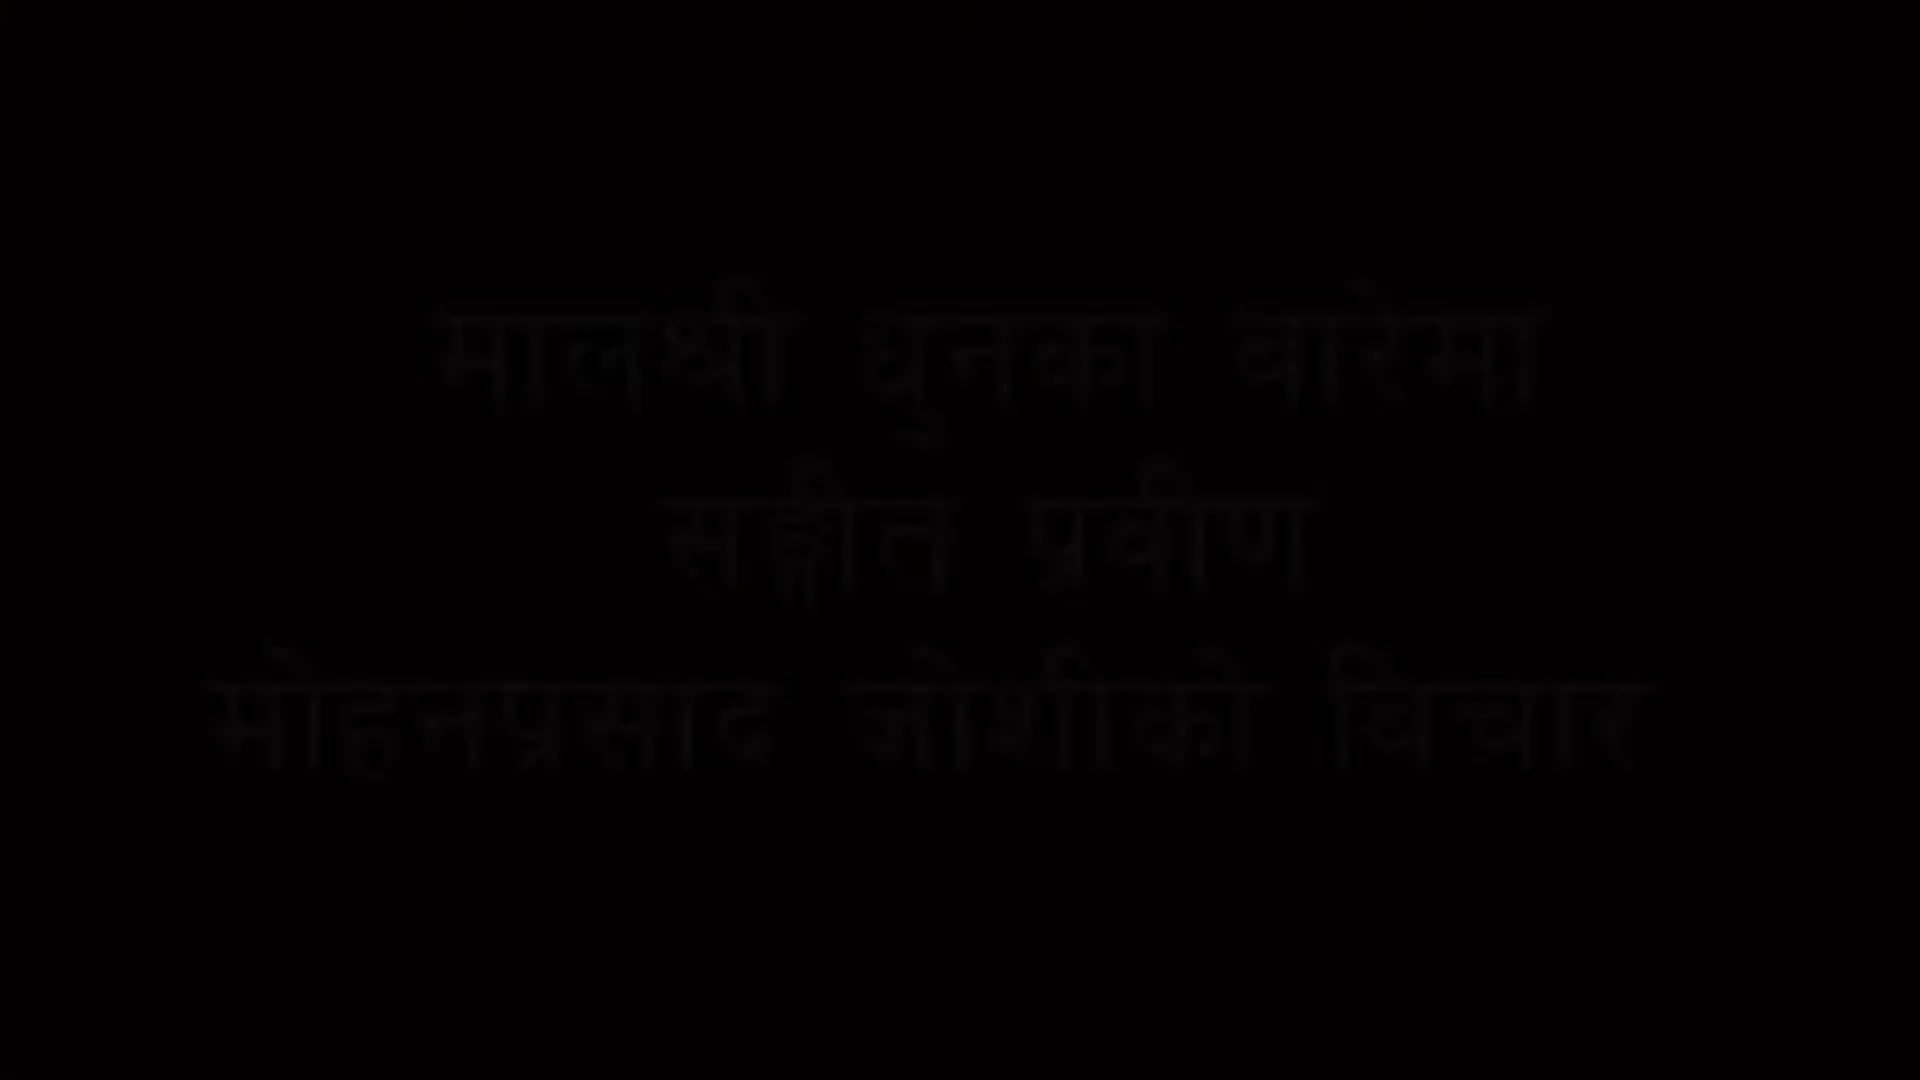 मालश्री धुनका बारेमा
सङ्गीत प्रवीण
मोहनप्रसाद जोशीको बिचार